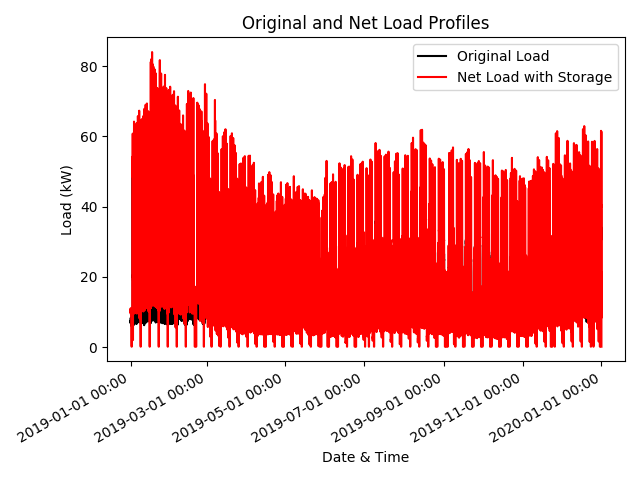 Original and Net Load Profiles
Original Load
Net Load with Storage
Load (kW)
80
60
40
20
0
2019-01-01 00:00
2019-03-01 00:00
2019-05-01 00:00
2019-07-01 00:00
2019-09-01 00:00
2019-11-01 00:00
2020-01-01 00:00
Date & Time